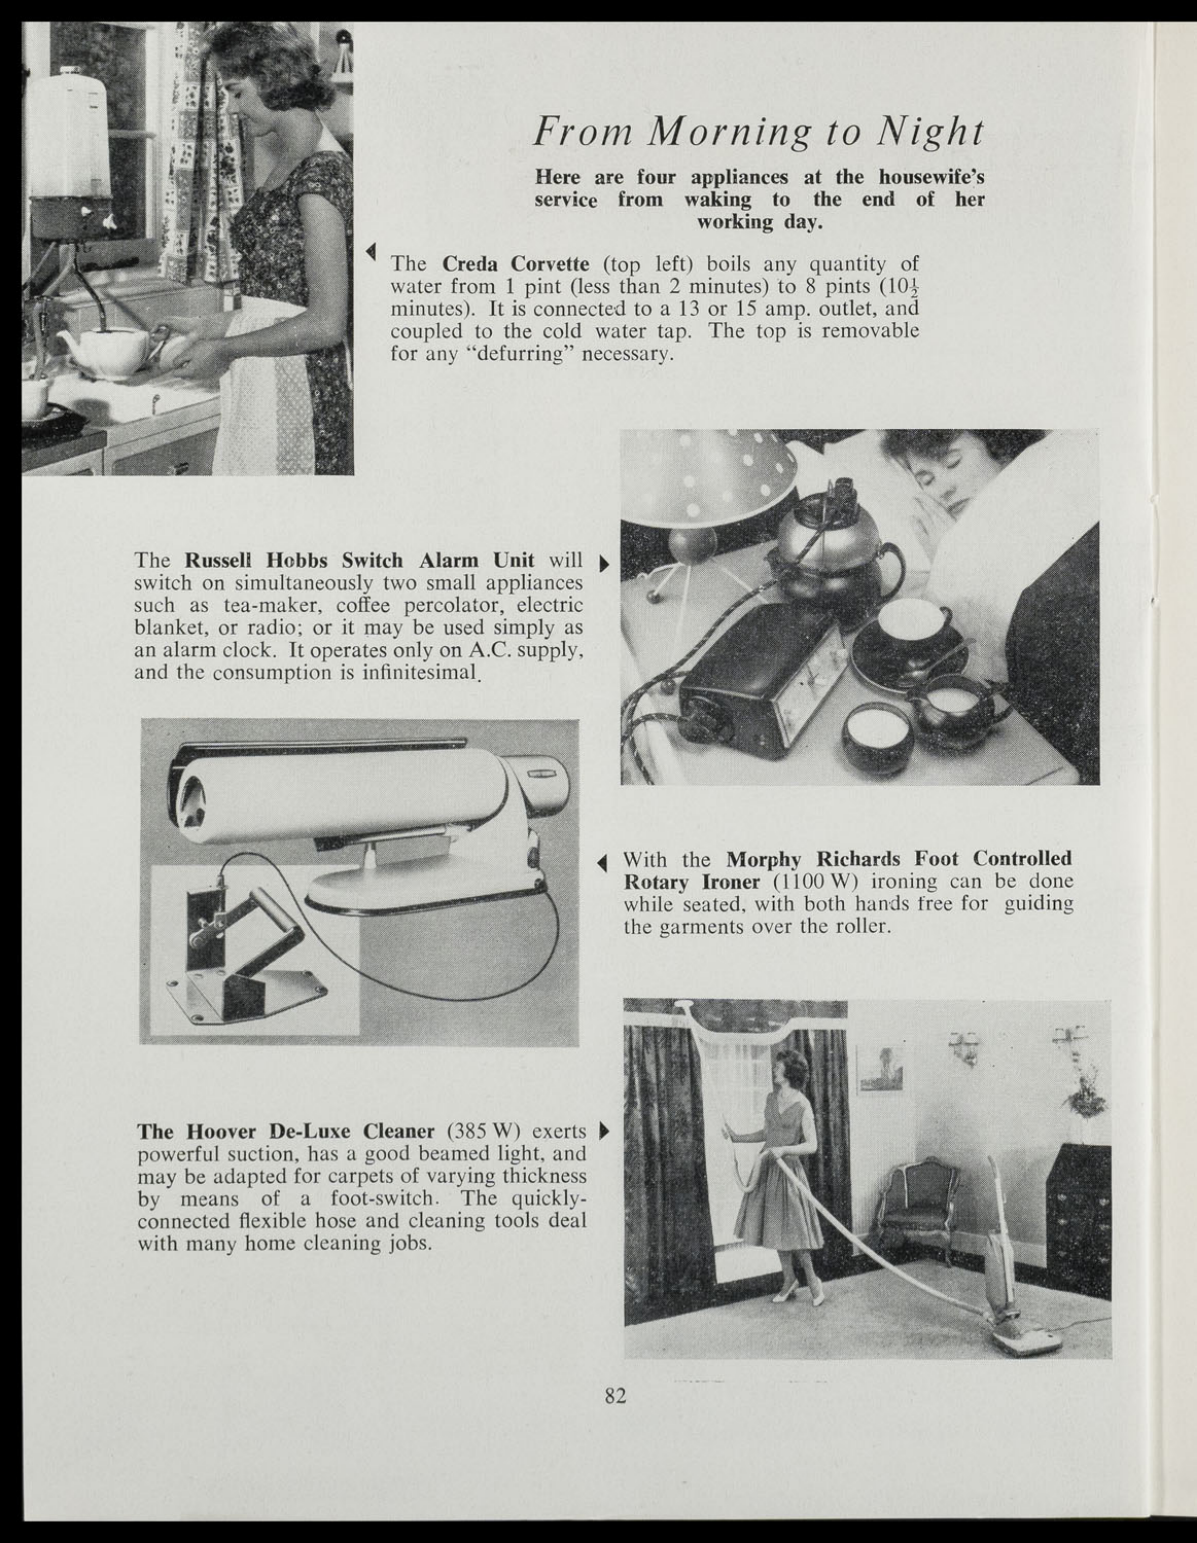 From Morning to Night
Here are four appliances at the housewife's
service from waking to the end of her
working day.
The Creda Corvette (top left) boils any quantity of
water from 1 pint (less than 2 minutes) to 8 pints (10½
minutes). It is connected to a 13 or 15 amp. outlet, and
coupled to the cold water tap. The top is removable
for any “defurring” necessary.
The Russell Hobbs Switch Alarm Unit will
switch on simultaneously two small appliances
such as tea-maker, coffee percolator, electric
blanket, or radio; or it may be used simply as
an alarm clock. It operates only on A.C. supply,
and the consumption is infinitesimal.
With the Morphy Richards Foot Controlled
Rotary Ironer (1100 W) ironing can be done
while seated, with both hands free for guiding
the garments over the roller.
The Hoover De-Luxe Cleaner (385 W) exerts
powerful suction, has a good beamed light, and
may be adapted for carpets of varying thickness
by means of a foot-switch. The quickly-
connected flexible hose and cleaning tools deal
with many home cleaning jobs.
82